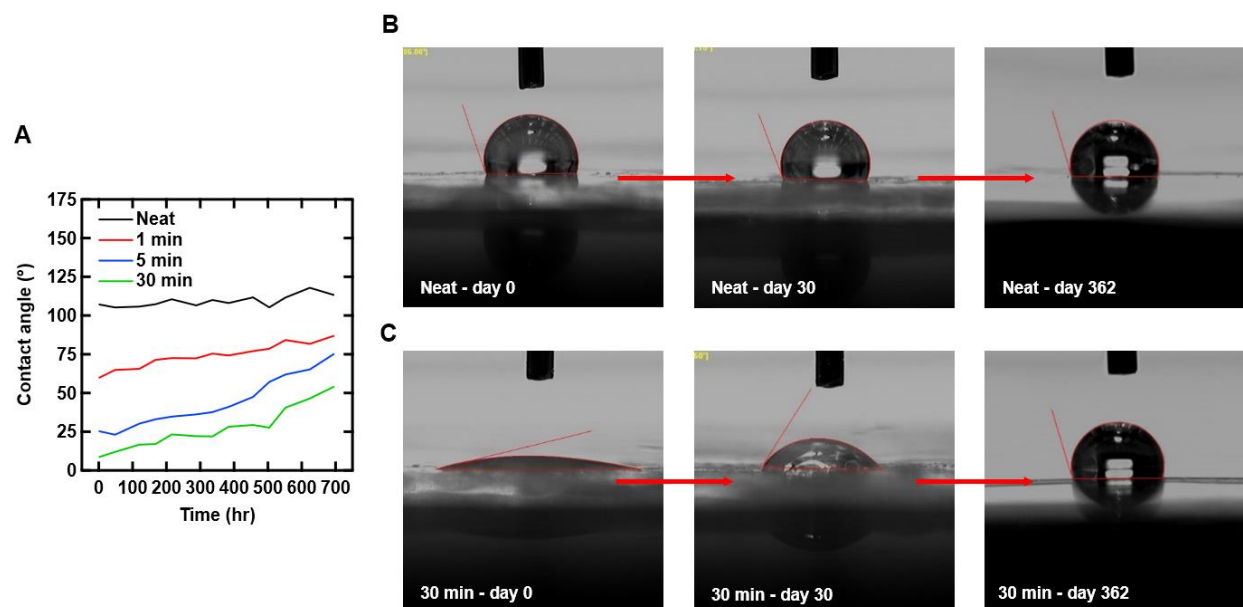 A
175
150
125
100
75
50
25
0
Contact angle (°)
Neat
1 min
5 min
30 min
0 100 200 300 400 500 600 700
Time (hr)
B
Neat - day 0
Neat - day 30
Neat - day 362
C
30 min - day 0
30 min - day 30
30 min - day 362